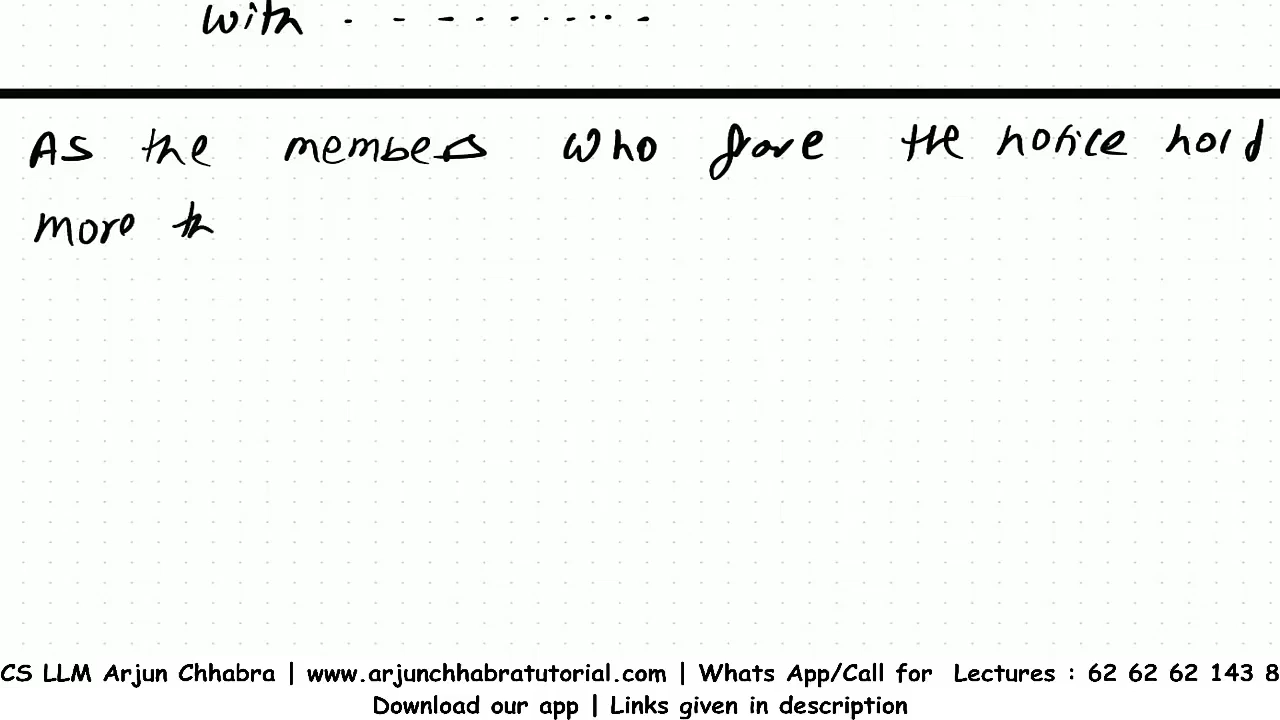 with . - - . . . .. -
As the members who gave the notice hold
more th
CS LLM Arjun Chhabra | www.arjunchhabratutorial.com | Whats App/Call for Lectures : 62 62 62 143 8
Download our app | Links given in description